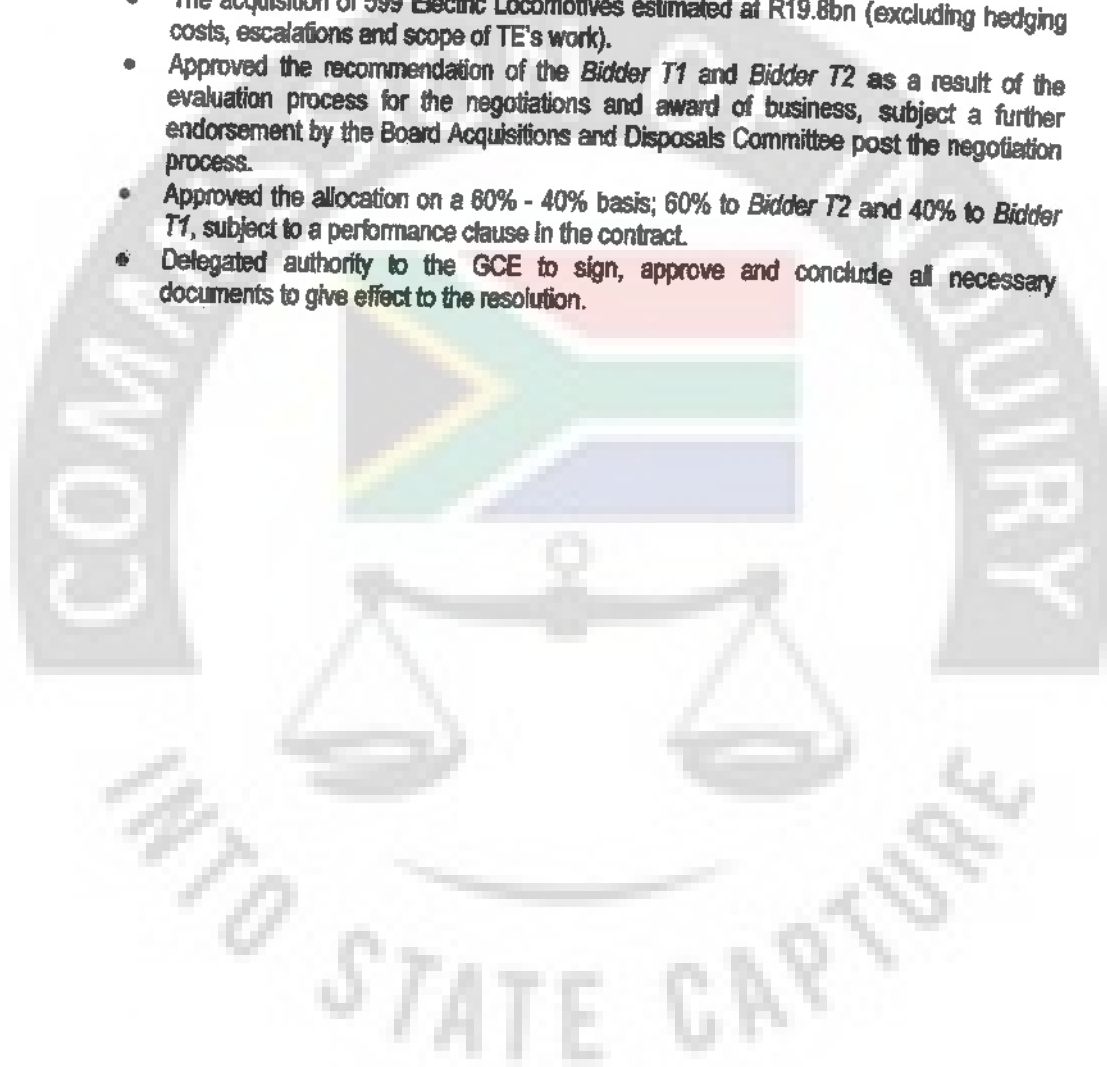 The acquisition of 599 Electric Locomotives estimated at R19.8bn (excluding hedging
costs, escalations and scope of TE's work).
• Approved the recommendation of the Bidder T1 and Bidder T2 as a result of the
evaluation process for the negotiations and award of business, subject a further
endorsement by the Board Acquisitions and Disposals Committee post the negotiation
process.
• Approved the allocation on a 60% - 40% basis; 60% to Bidder T2 and 40% to Bidder
T1, subject to a performance clause in the contract.
• Delegated authority to the GCE to sign, approve and conclude all necessary
documents to give effect to the resolution.
INQUIRY
INTO STATE CAPTURE